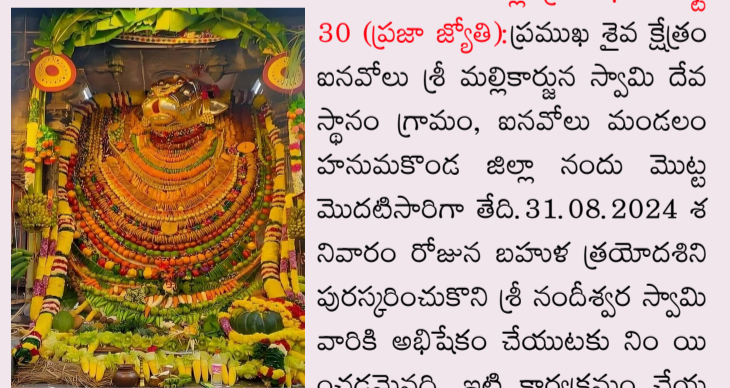 30 (ప్రజా జ్యోతి):ప్రముఖ శైవ క్షేత్రం
ఐనవోలు శ్రీ మల్లికార్జున స్వామి దేవ
స్థానం గ్రామం, ఐనవోలు మండలం
హనుమకొండ జిల్లా నందు మొట్ట
మొదటిసారిగా తేది.31.08.2024 శ
నివారం రోజున బహుళ త్రయోదశిని
పురస్కరించుకొని శ్రీ నందీశ్వర స్వామి
వారికి అభిషేకం చేయుటకు నిం యి